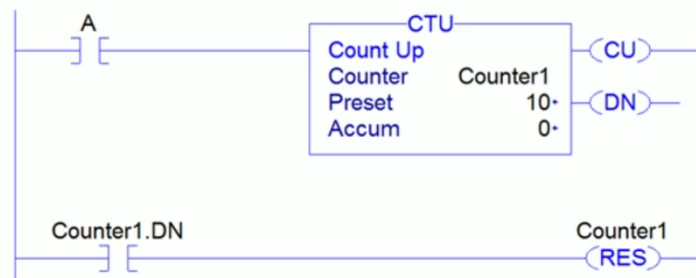 A
CTU
Count Up
Counter Counter1
Preset 10
Accum 0
CU
DN
Counter1.DN
Counter1
RES